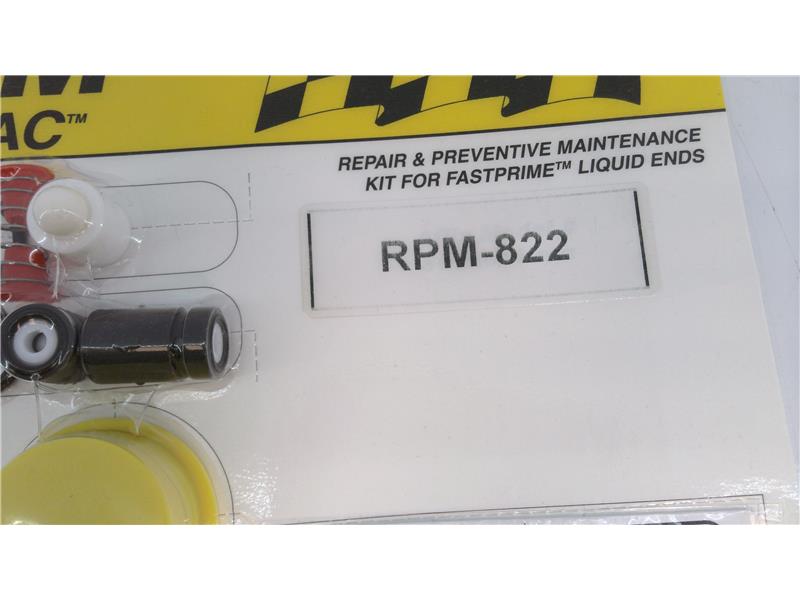 M
AC™
REPAIR & PREVENTIVE MAINTENANCE
KIT FOR FASTPRIME™ LIQUID ENDS
RPM-822